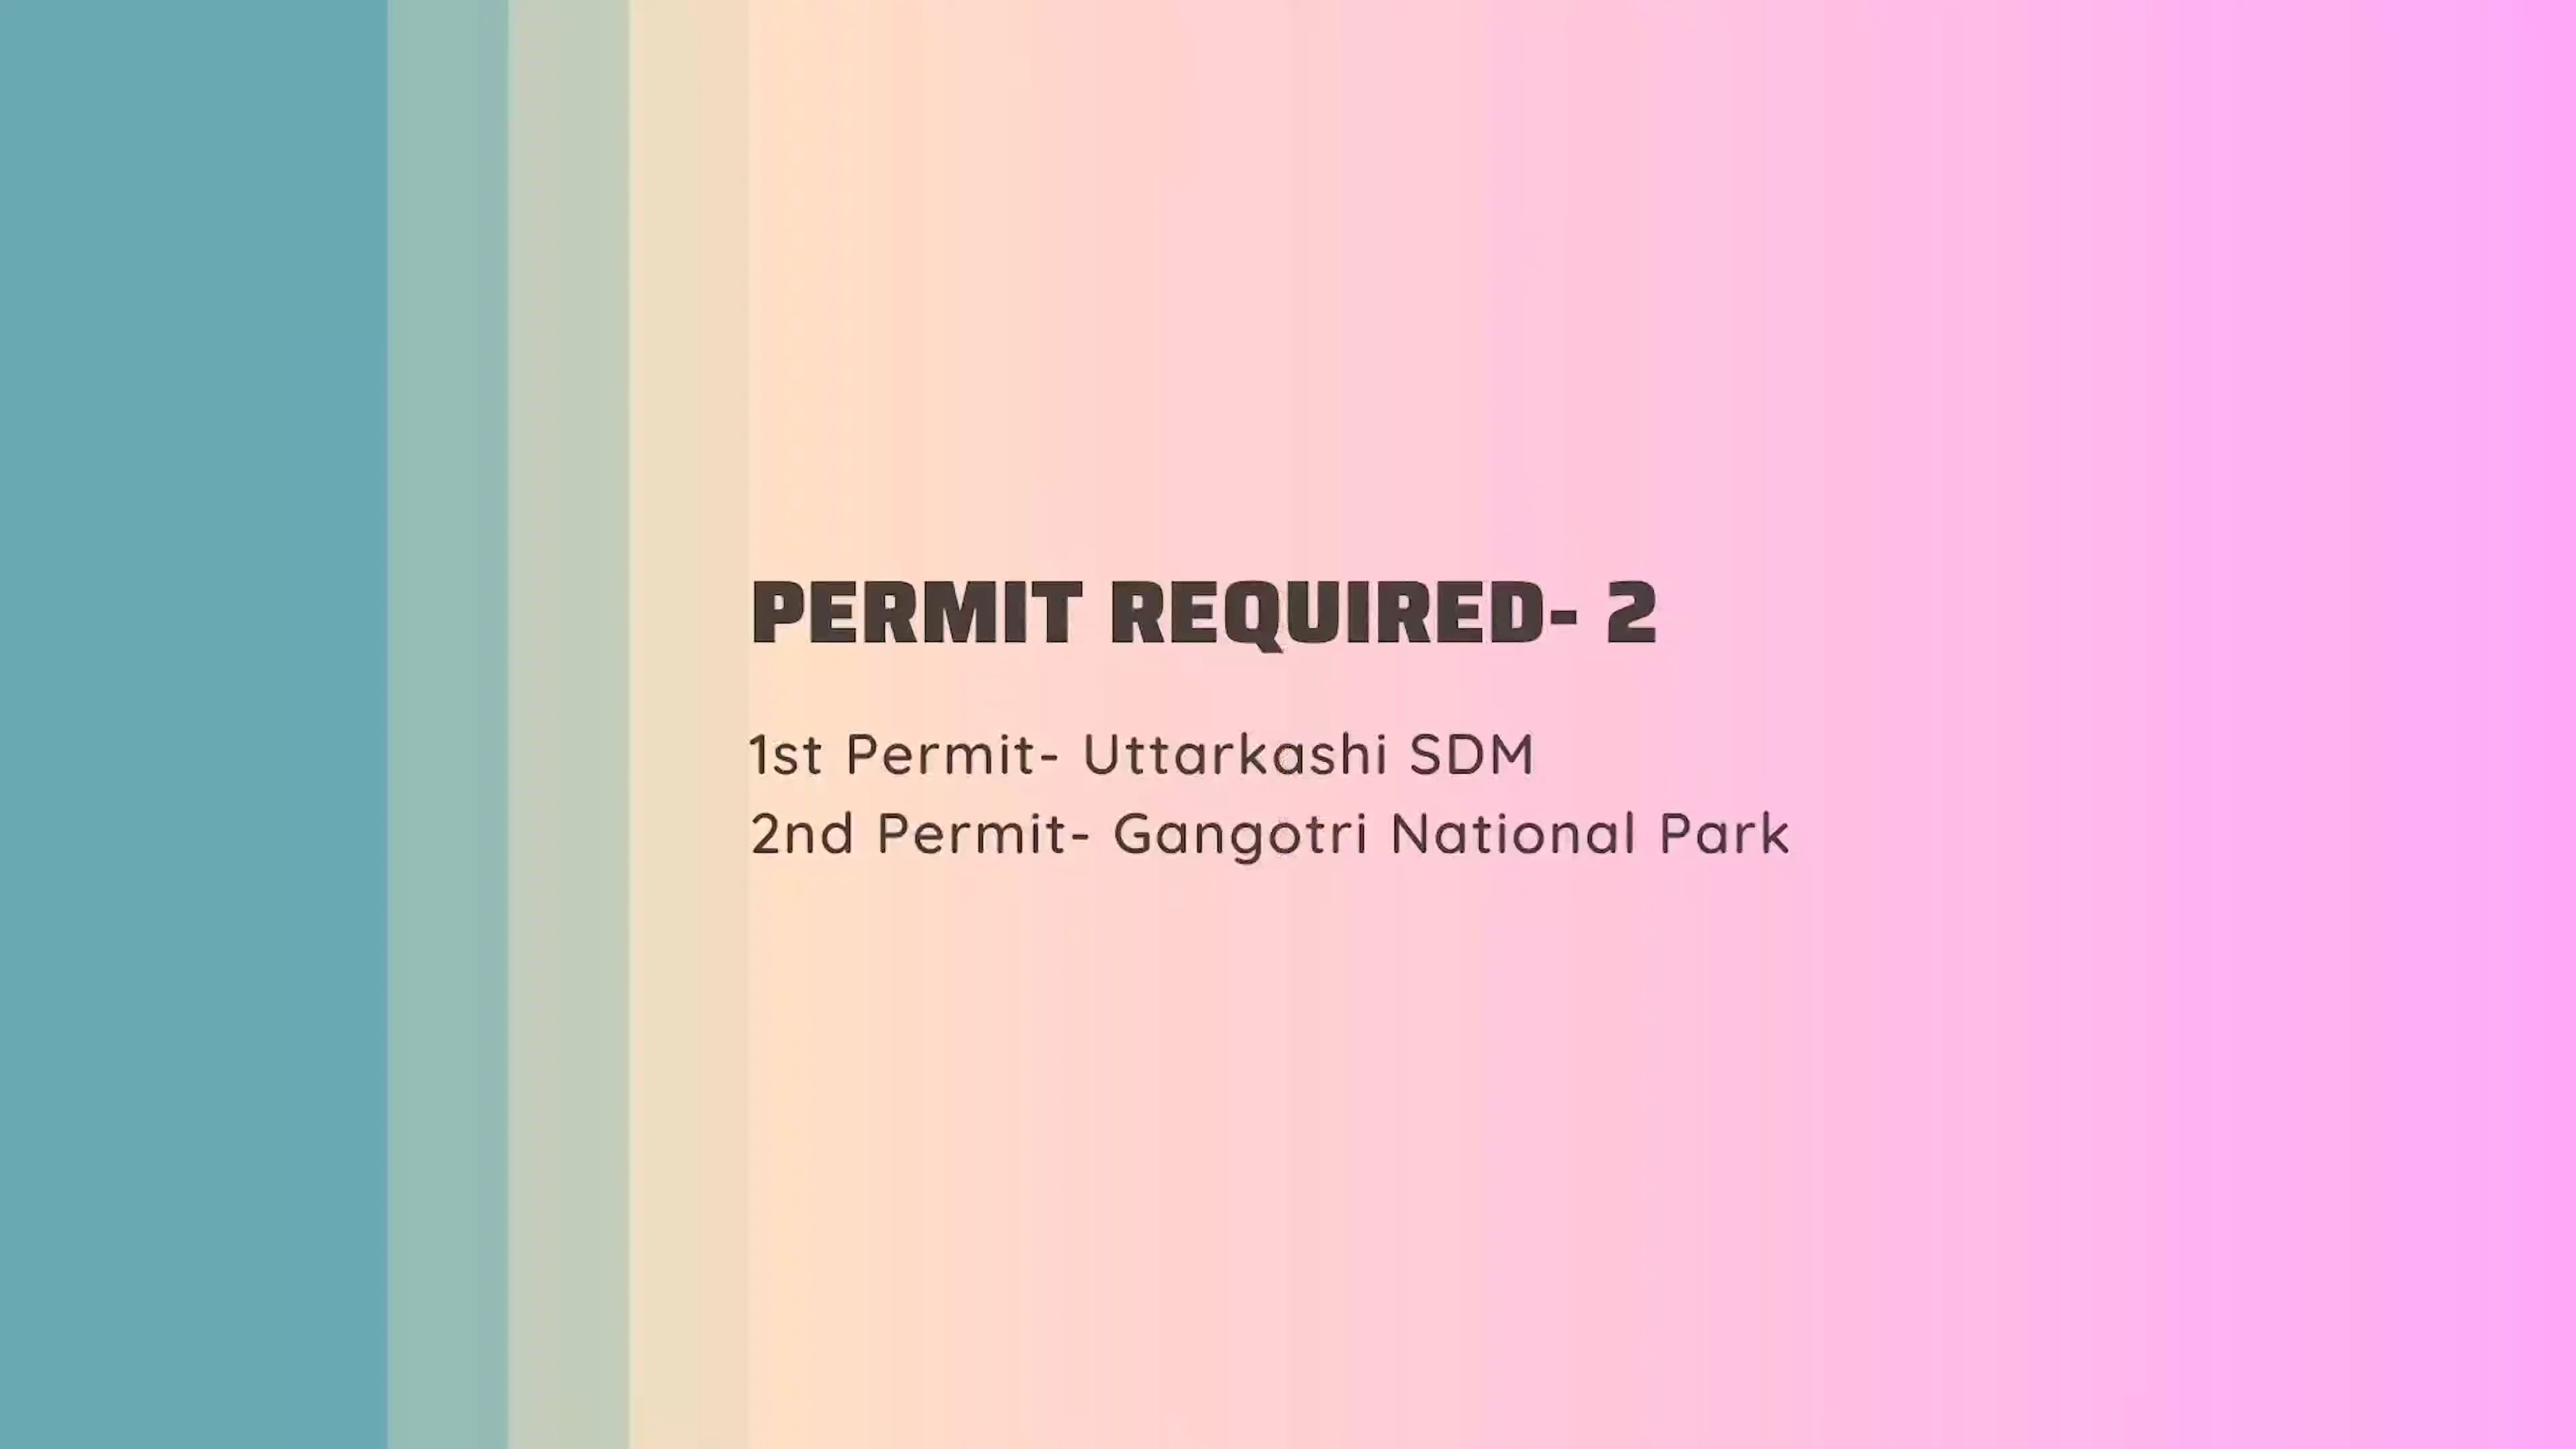 PERMIT REQUIRED- 2
1st Permit- Uttarkashi SDM
2nd Permit- Gangotri National Park